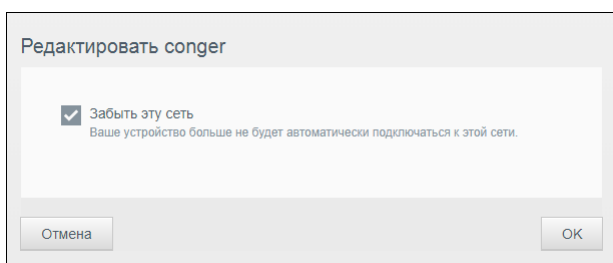 Редактировать conger
Забыть эту сеть
Ваше устройство больше не будет автоматически подключаться к этой сети.
Отмена
OK